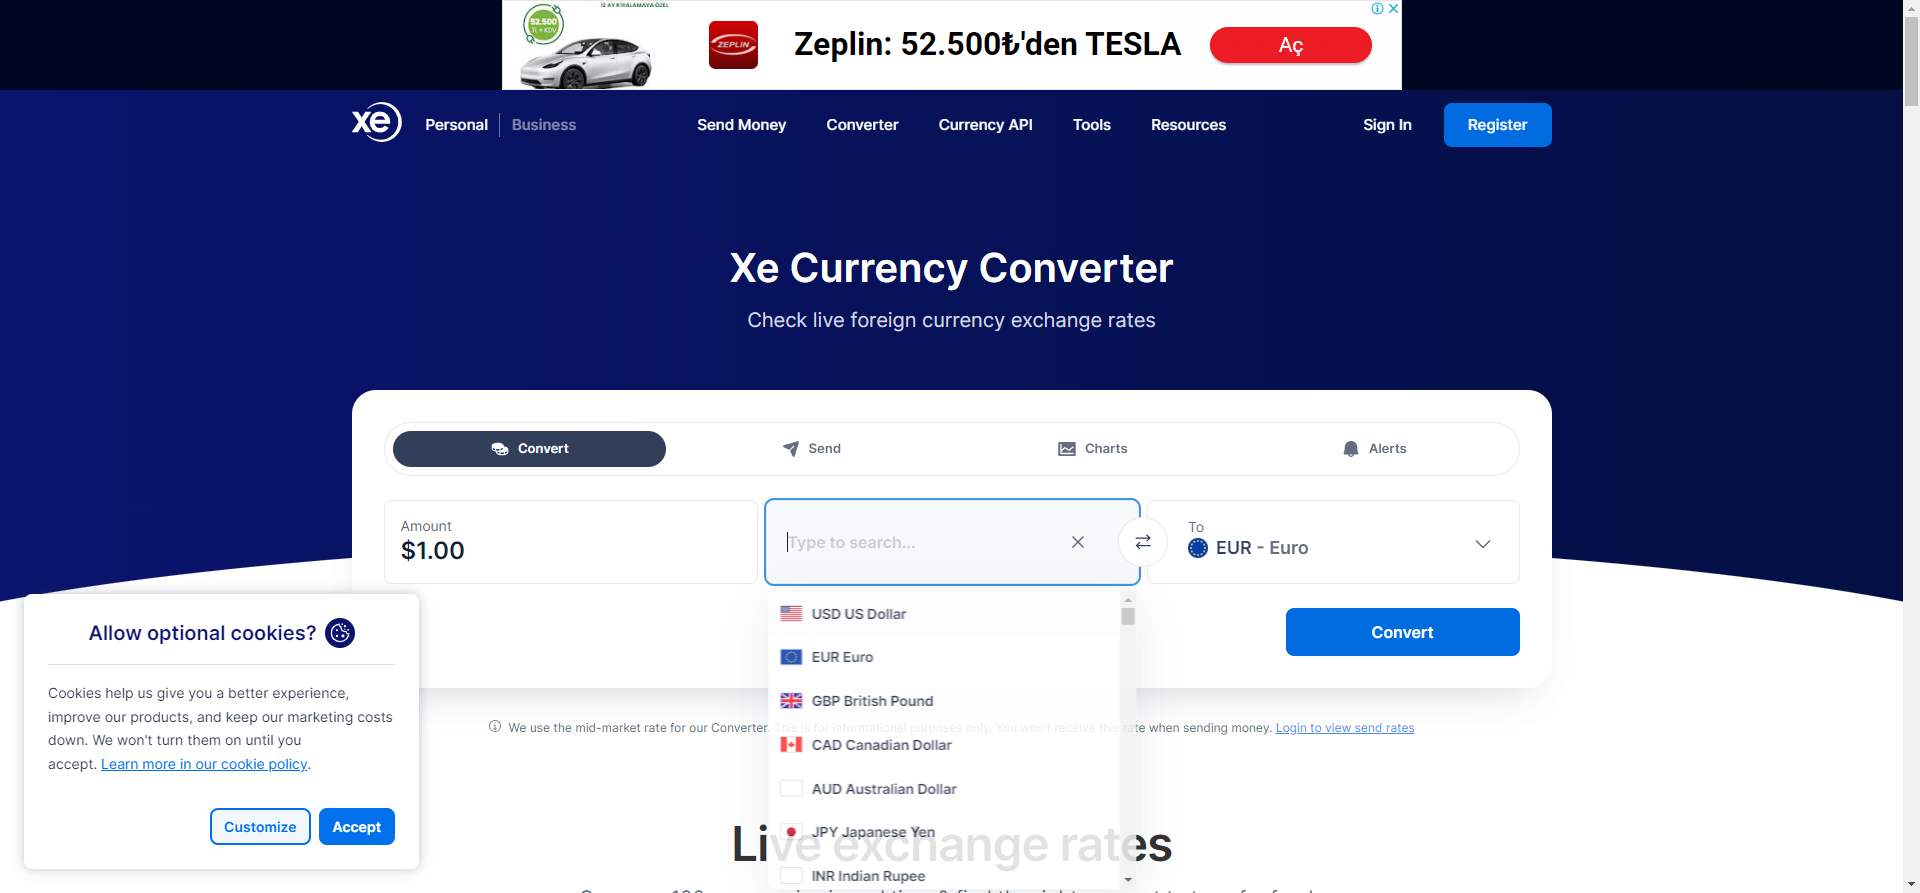 12 AY KİRALAMAYA ÖZEL
52.500
TL + KDV
ZEPLIN
Zeplin: 52.500₺'den TESLA
Aç
xe
Personal
Business
Send Money
Converter
Currency API
Tools
Resources
Sign In
Register
Xe Currency Converter
Check live foreign currency exchange rates
Convert
Send
Charts
Alerts
Amount
$1.00
Type to search...
To
EUR - Euro
USD US Dollar
EUR Euro
GBP British Pound
CAD Canadian Dollar
AUD Australian Dollar
JPY Japanese Yen
INR Indian Rupee
Convert
We use the mid-market rate for our Converter. This is for informational purposes only. You won't receive this rate when sending money. Login to view send rates
Live exchange rates
Allow optional cookies?
Cookies help us give you a better experience,
improve our products, and keep our marketing costs
down. We won't turn them on until you
accept. Learn more in our cookie policy.
Customize
Accept